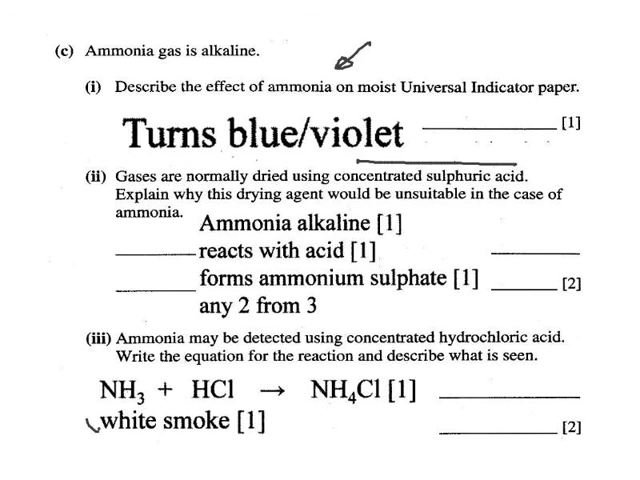 (c) Ammonia gas is alkaline.
(i) Describe the effect of ammonia on moist Universal Indicator paper.
Turns blue/violet [1]
(ii) Gases are normally dried using concentrated sulphuric acid.
Explain why this drying agent would be unsuitable in the case of
ammonia.
Ammonia alkaline [1]
reacts with acid [1]
forms ammonium sulphate [1] [2]
any 2 from 3
(iii) Ammonia may be detected using concentrated hydrochloric acid.
Write the equation for the reaction and describe what is seen.
NH₃ + HCl → NH₄Cl [1]
white smoke [1] [2]